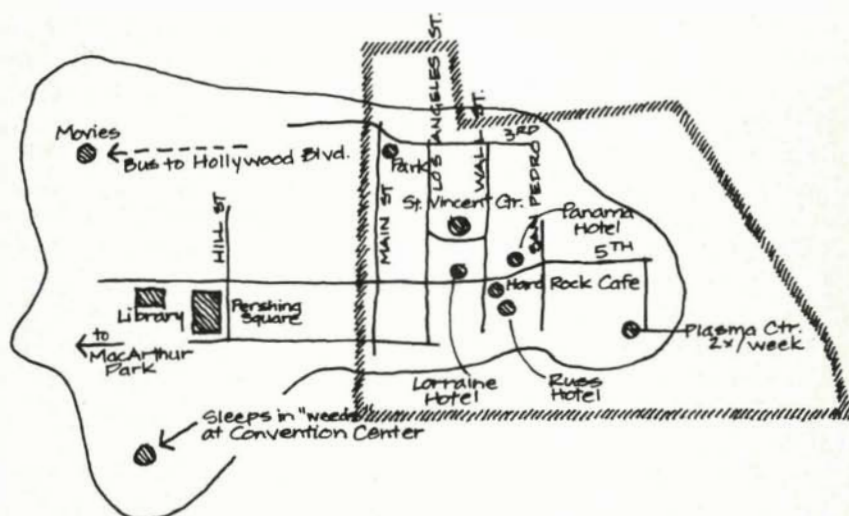 LOS ANGELES ST.
WALL ST.
3RD
Movies
Bus to Hollywood Blvd.
Park
St. Vincent Ctr.
SAN PEDRO
Panama
Hotel
HILL ST
MAIN ST
5TH
Hard Rock Cafe
Library
Pershing
Square
to
MacArthur
Park
Plasma Ctr.
2x/week
Lorraine
Hotel
Russ
Hotel
Sleeps in "weeds"
at Convention Center